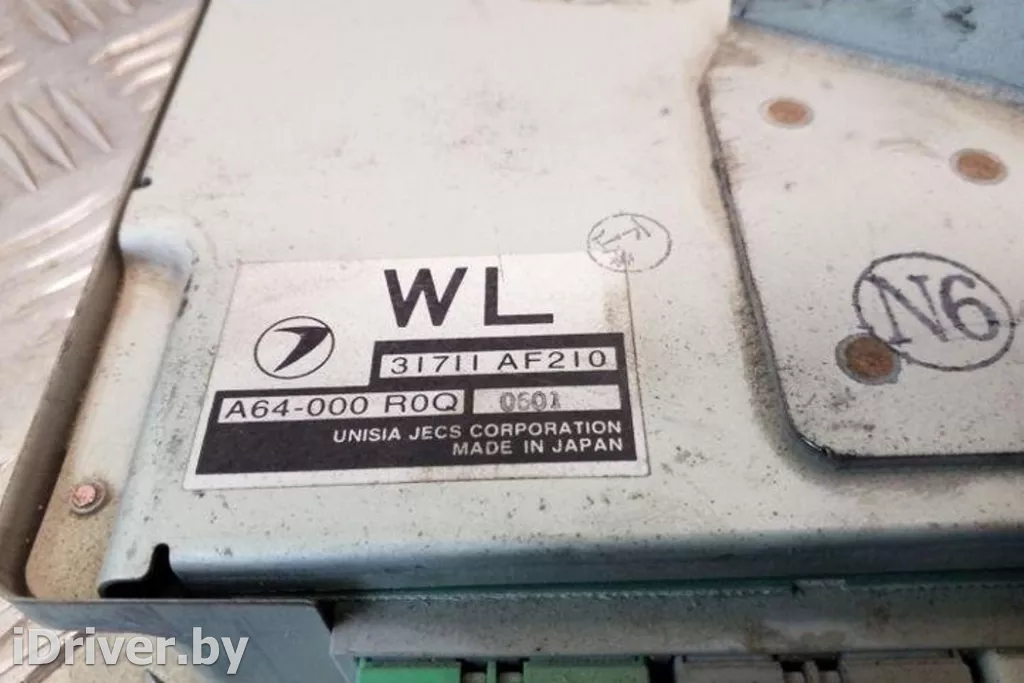 WL
31711 AF210
A64-000 R0Q 0601
UNISIA JECS CORPORATION
MADE IN JAPAN
N6
iDriver.by